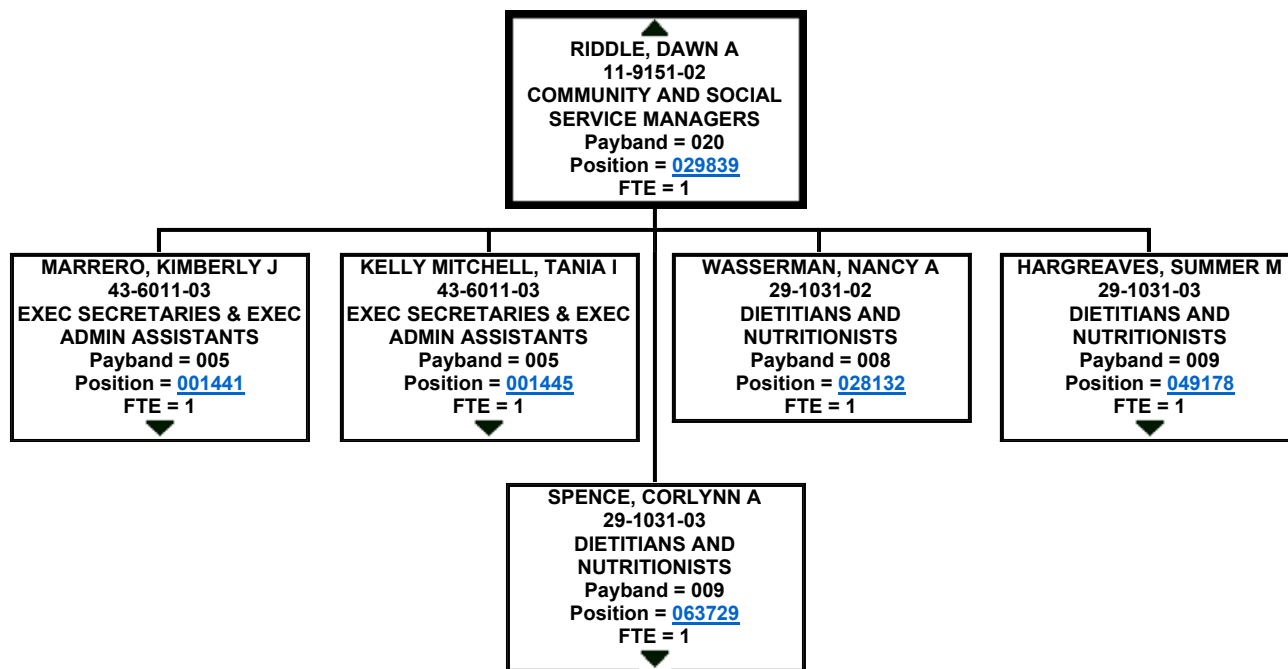 RIDDLE, DAWN A
11-9151-02
COMMUNITY AND SOCIAL
SERVICE MANAGERS
Payband = 020
Position = 029839
FTE = 1
MARRERO, KIMBERLY J
43-6011-03
EXEC SECRETARIES & EXEC
ADMIN ASSISTANTS
Payband = 005
Position = 001441
FTE = 1
KELLY MITCHELL, TANIA I
43-6011-03
EXEC SECRETARIES & EXEC
ADMIN ASSISTANTS
Payband = 005
Position = 001445
FTE = 1
WASSERMAN, NANCY A
29-1031-02
DIETITIANS AND
NUTRITIONISTS
Payband = 008
Position = 028132
FTE = 1
HARGREAVES, SUMMER M
29-1031-03
DIETITIANS AND
NUTRITIONISTS
Payband = 009
Position = 049178
FTE = 1
SPENCE, CORLYNN A
29-1031-03
DIETITIANS AND
NUTRITIONISTS
Payband = 009
Position = 063729
FTE = 1